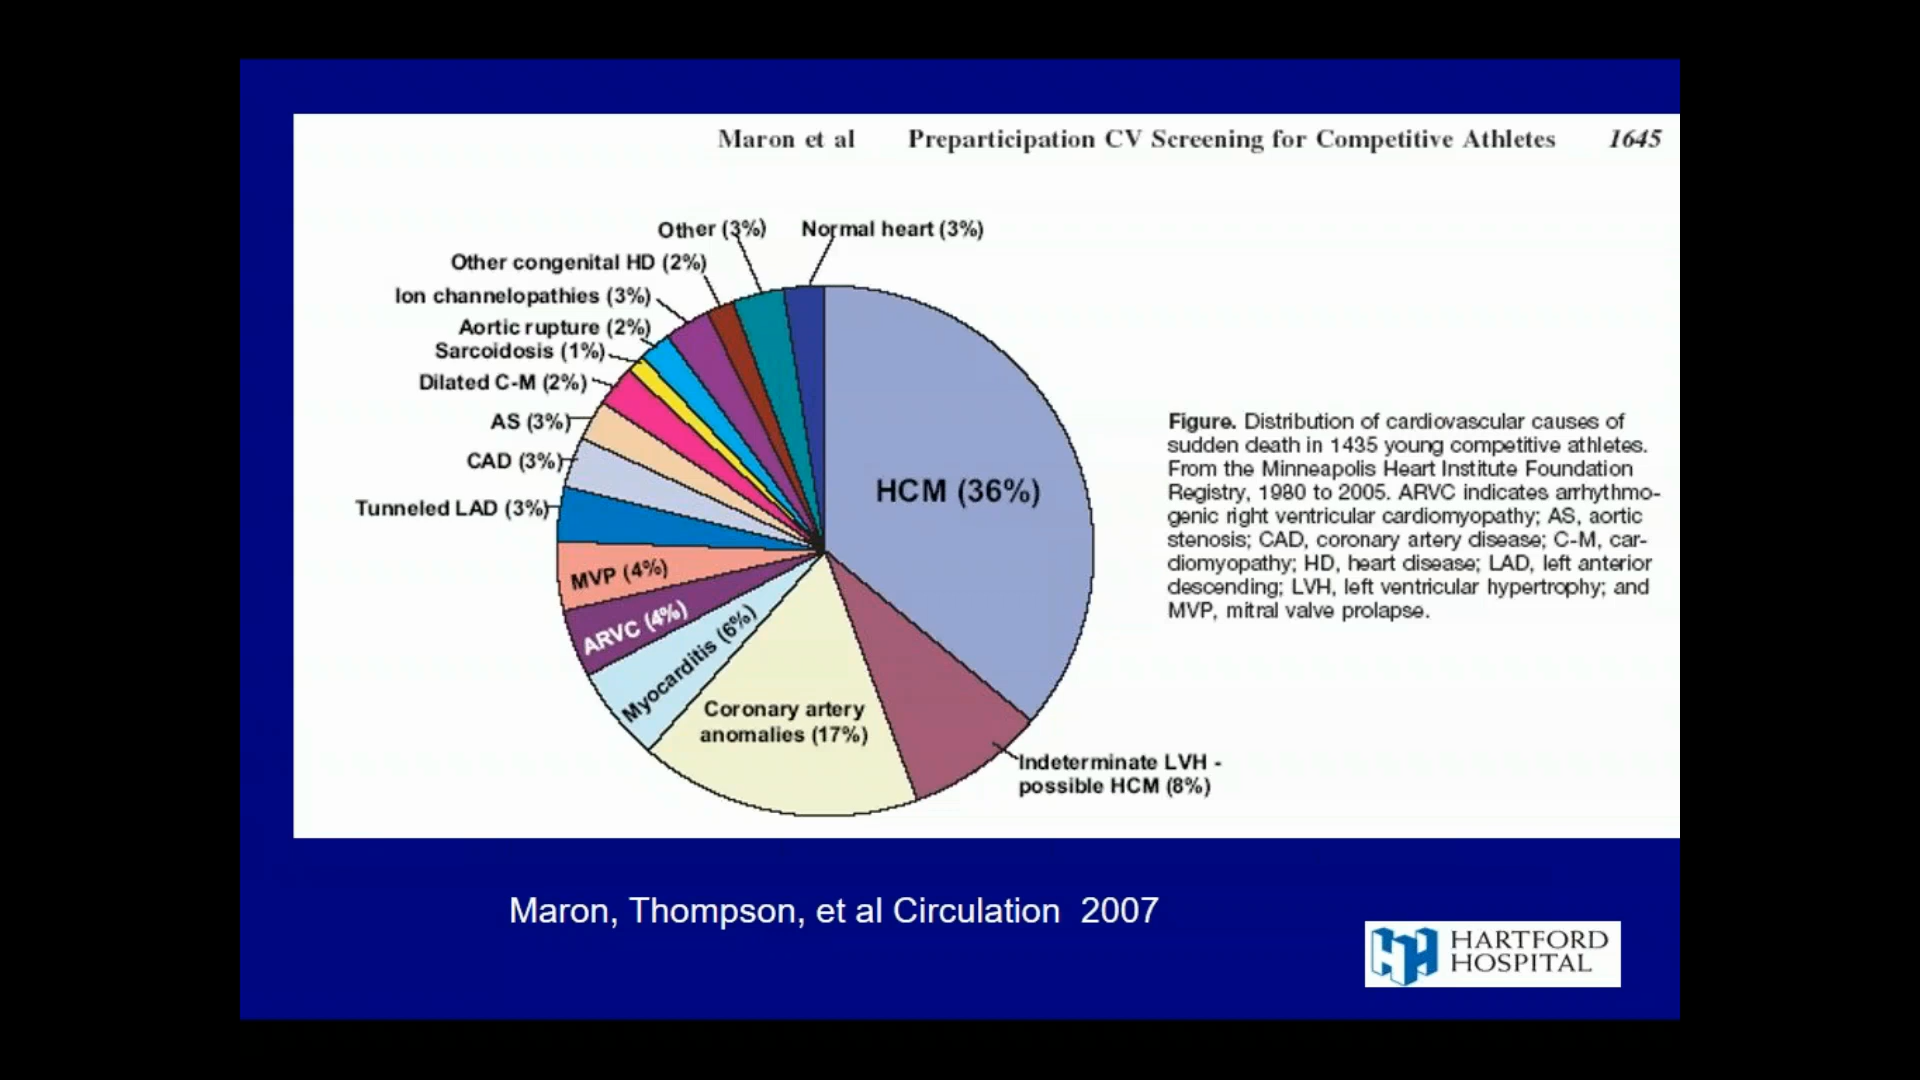 Maron et al Preparticipation CV Screening for Competitive Athletes 1645
Other (3%)
Normal heart (3%)
Other congenital HD (2%)
Ion channelopathies (3%)
Aortic rupture (2%)
Sarcoidosis (1%)
Dilated C-M (2%)
AS (3%)
CAD (3%)
Tunneled LAD (3%)
MVP (4%)
ARVC (4%)
Myocarditis (6%)
Coronary artery
anomalies (17%)
HCM (36%)
Indeterminate LVH -
possible HCM (8%)
Figure. Distribution of cardiovascular causes of
sudden death in 1435 young competitive athletes.
From the Minneapolis Heart Institute Foundation
Registry, 1980 to 2005. ARVC indicates arrhythmo-
genic right ventricular cardiomyopathy; AS, aortic
stenosis; CAD, coronary artery disease; C-M, car-
diomyopathy; HD, heart disease; LAD, left anterior
descending; LVH, left ventricular hypertrophy; and
MVP, mitral valve prolapse.
Maron, Thompson, et al Circulation 2007
HARTFORD
HOSPITAL